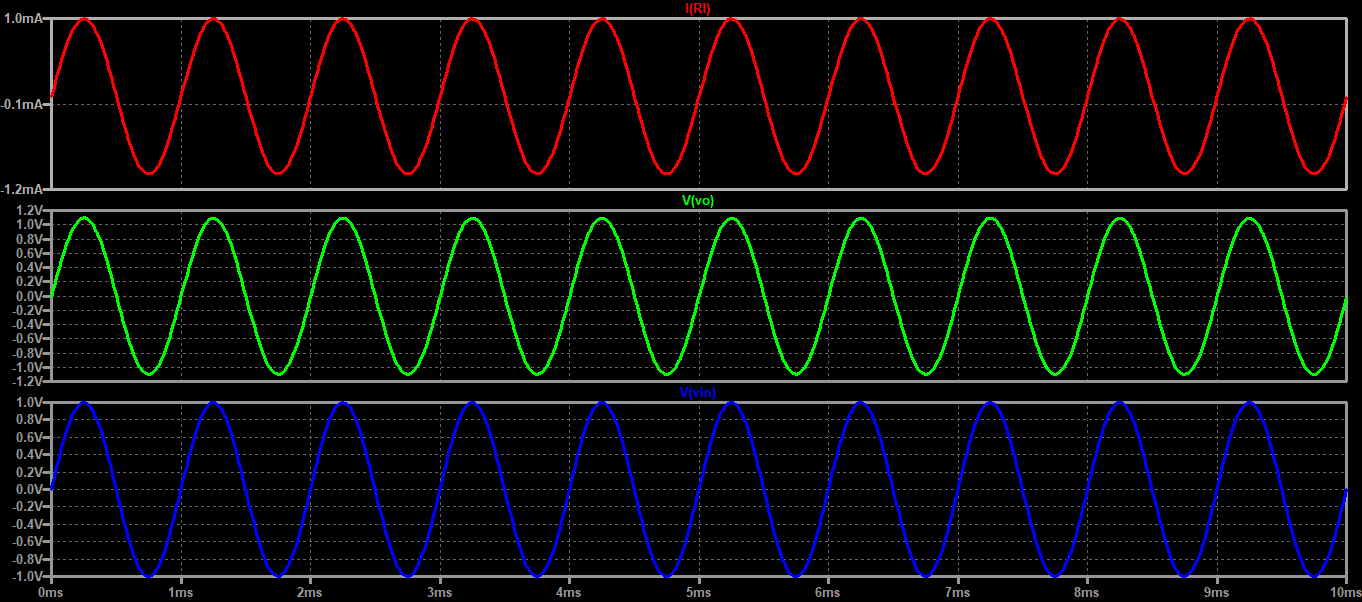 I(Rl)
1.0mA
-0.1mA
-1.2mA
V(vo)
1.2V
1.0V
0.8V
0.6V
0.4V
0.2V
0.0V
-0.2V
-0.4V
-0.6V
-0.8V
-1.0V
-1.2V
V(vin)
1.0V
0.8V
0.6V
0.4V
0.2V
0.0V
-0.2V
-0.4V
-0.6V
-0.8V
-1.0V
0ms 1ms 2ms 3ms 4ms 5ms 6ms 7ms 8ms 9ms 10ms